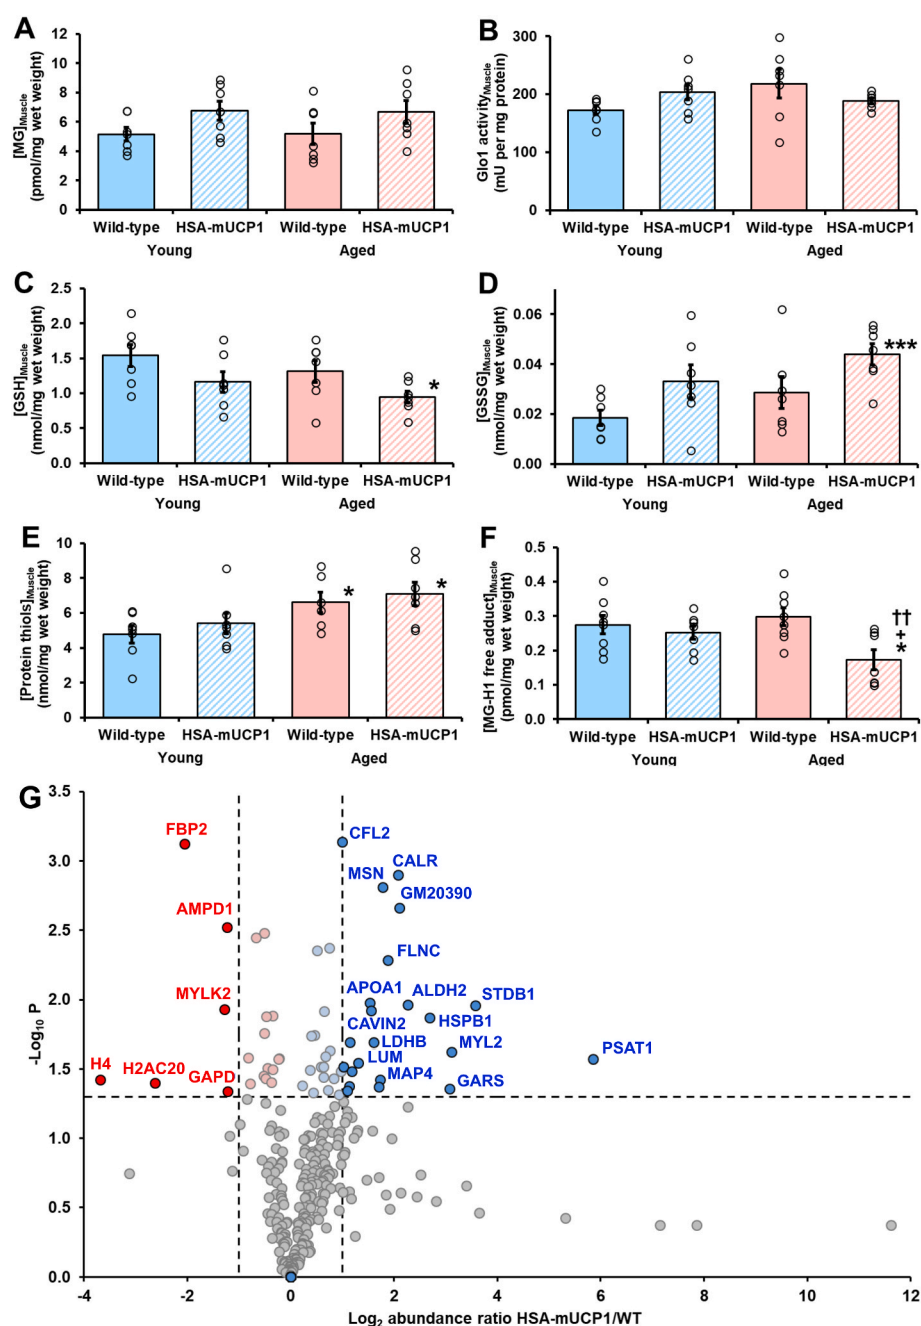 A
[MG]Muscle
(pmol/mg wet weight)
12
10
8
6
4
2
0
Wild-type HSA-mUCP1 Wild-type HSA-mUCP1
Young Aged
B
Glo1 activityMuscle
(mU per mg protein)
300
200
100
0
Wild-type HSA-mUCP1 Wild-type HSA-mUCP1
Young Aged
C
[GSH]Muscle
(nmol/mg wet weight)
2.5
2.0
1.5
1.0
0.5
0.0
*
Wild-type HSA-mUCP1 Wild-type HSA-mUCP1
Young Aged
D
[GSSG]Muscle
(nmol/mg wet weight)
0.06
0.04
0.02
0.00
***
Wild-type HSA-mUCP1 Wild-type HSA-mUCP1
Young Aged
E
[Protein thiols]Muscle
(nmol/mg wet weight)
10
8
6
4
2
0
* *
Wild-type HSA-mUCP1 Wild-type HSA-mUCP1
Young Aged
F
[MG-H1 free adduct]Muscle
(pmol/mg wet weight)
0.5
0.4
0.3
0.2
0.1
0.0
††
+
*
Wild-type HSA-mUCP1 Wild-type HSA-mUCP1
Young Aged
G
-Log10 P
3.5
3.0
2.5
2.0
1.5
1.0
0.5
0.0
FBP2
CFL2
CALR
MSN
GM20390
AMPD1
FLNC
MYLK2
APOA1
ALDH2
STDB1
HSPB1
CAVIN2
LDHB
MYL2
LUM
PSAT1
H4
H2AC20
GAPD
MAP4
GARS
-4 -2 0 2 4 6 8 10 12
Log2 abundance ratio HSA-mUCP1/WT